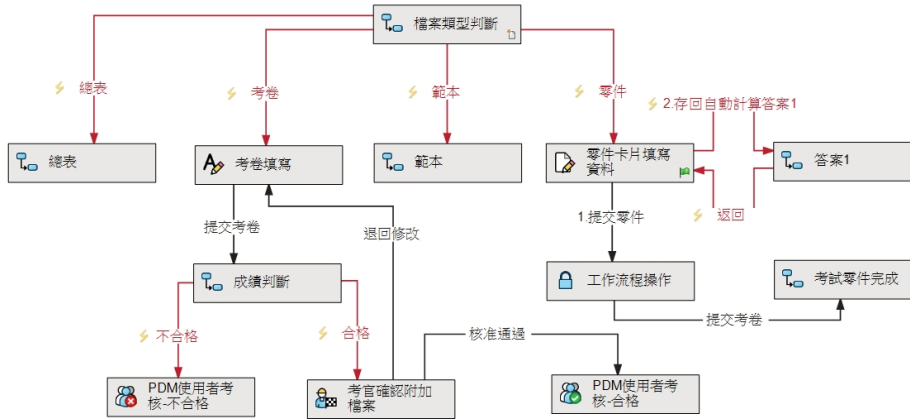 檔案類型判斷
總表
考卷
範本
零件
2.存回自動計算答案1
總表
考卷填寫
範本
零件卡片填寫
資料
答案1
返回
提交考卷
退回修改
1.提交零件
成績判斷
工作流程操作
考試零件完成
不合格
合格
核准通過
提交考卷
PDM使用者考
核-不合格
考官確認附加
檔案
PDM使用者考
核-合格